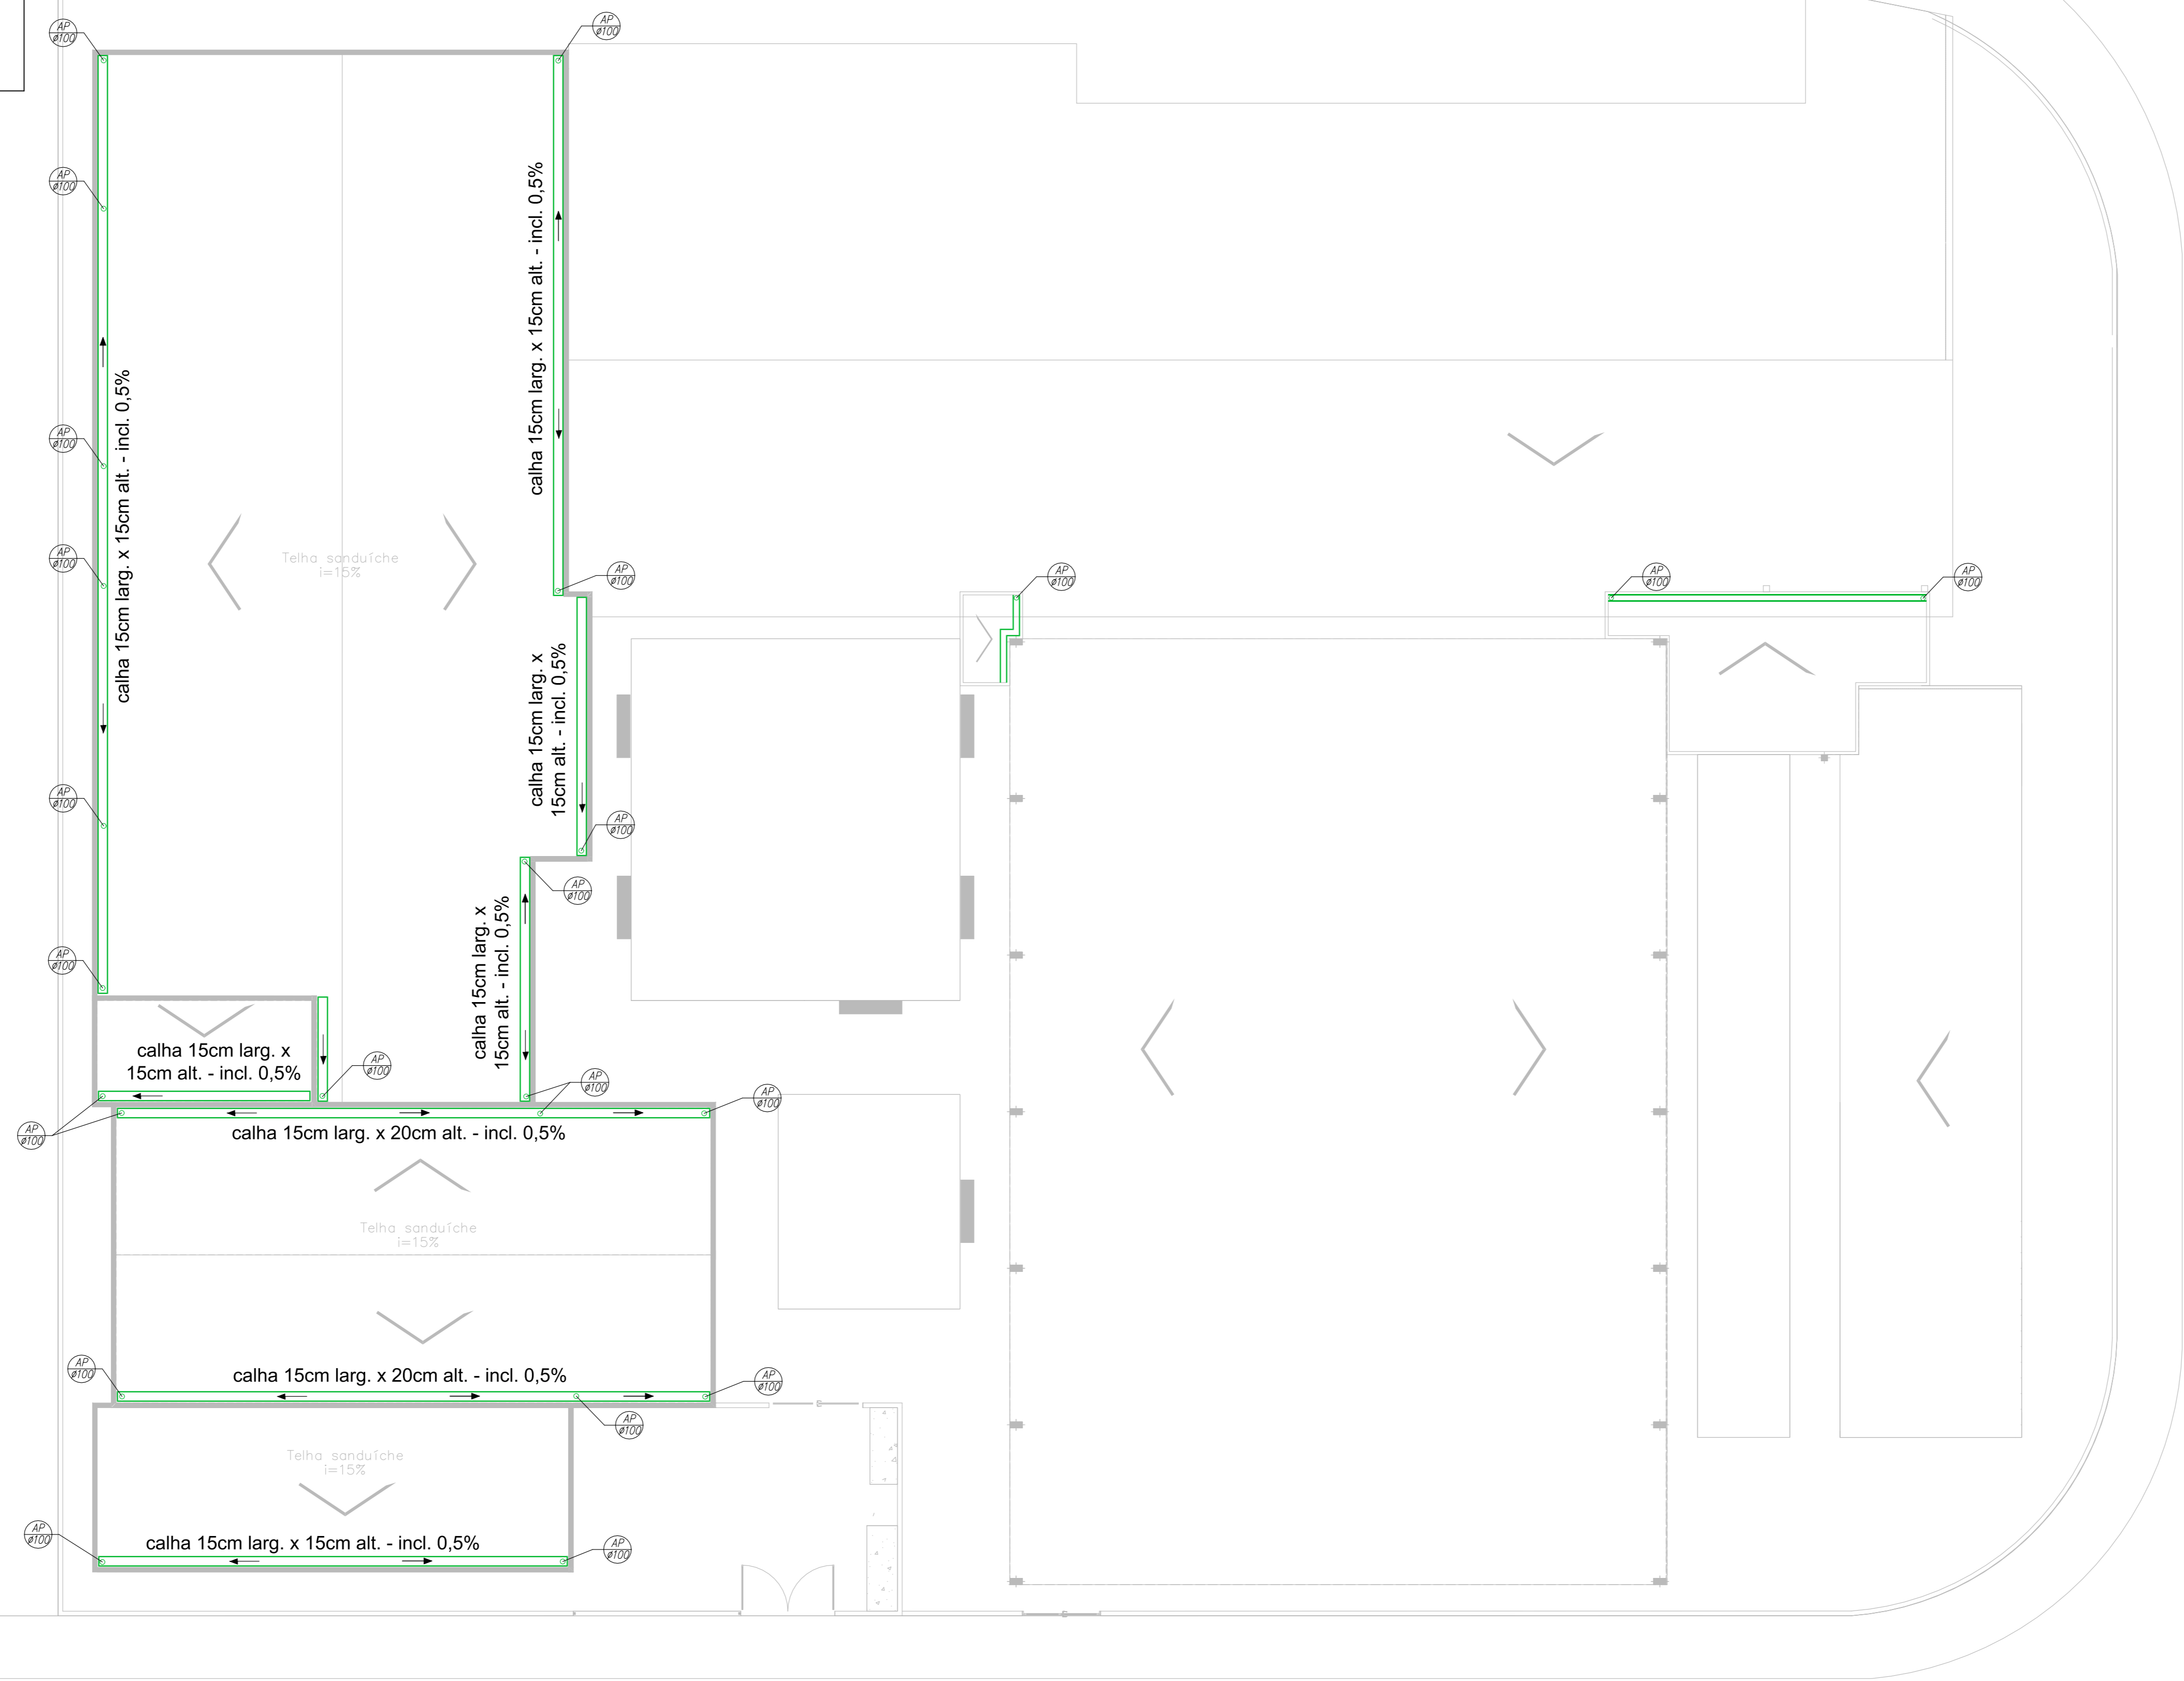 AP
ø100
AP
ø100
AP
ø100
calha 15cm larg. x 15cm alt. - incl. 0,5%
calha 15cm larg. x 15cm alt. - incl. 0,5%
AP
ø100
AP
ø100
Telha sanduíche
i=15%
AP
ø100
AP
ø100
AP
ø100
AP
ø100
calha 15cm larg. x
15cm alt. - incl. 0,5%
AP
ø100
AP
ø100
AP
ø100
calha 15cm larg. x
15cm alt. - incl. 0,5%
AP
ø100
calha 15cm larg. x
15cm alt. - incl. 0,5%
AP
ø100
AP
ø100
AP
ø100
AP
ø100
calha 15cm larg. x 20cm alt. - incl. 0,5%
Telha sanduíche
i=15%
AP
ø100
calha 15cm larg. x 20cm alt. - incl. 0,5%
AP
ø100
AP
ø100
Telha sanduíche
i=15%
AP
ø100
calha 15cm larg. x 15cm alt. - incl. 0,5%
AP
ø100